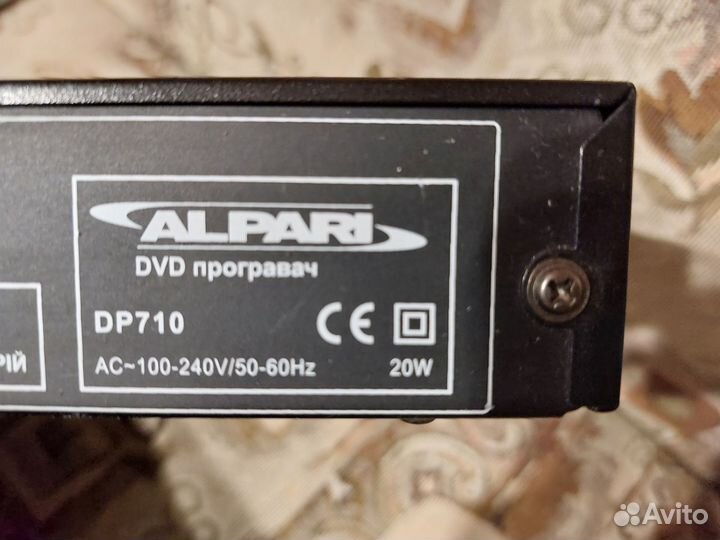 ALPARI
DVD програвач
DP710 CE
РІЙ
AC~100-240V/50-60Hz 20W
Avito